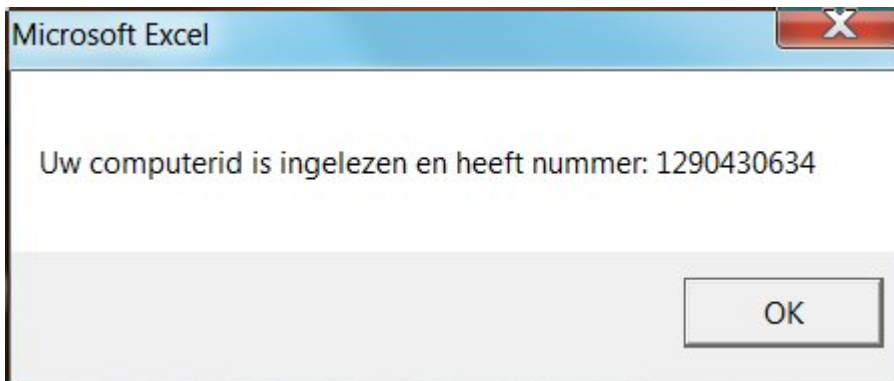 Microsoft Excel
Uw computerid is ingelezen en heeft nummer: 1290430634
OK